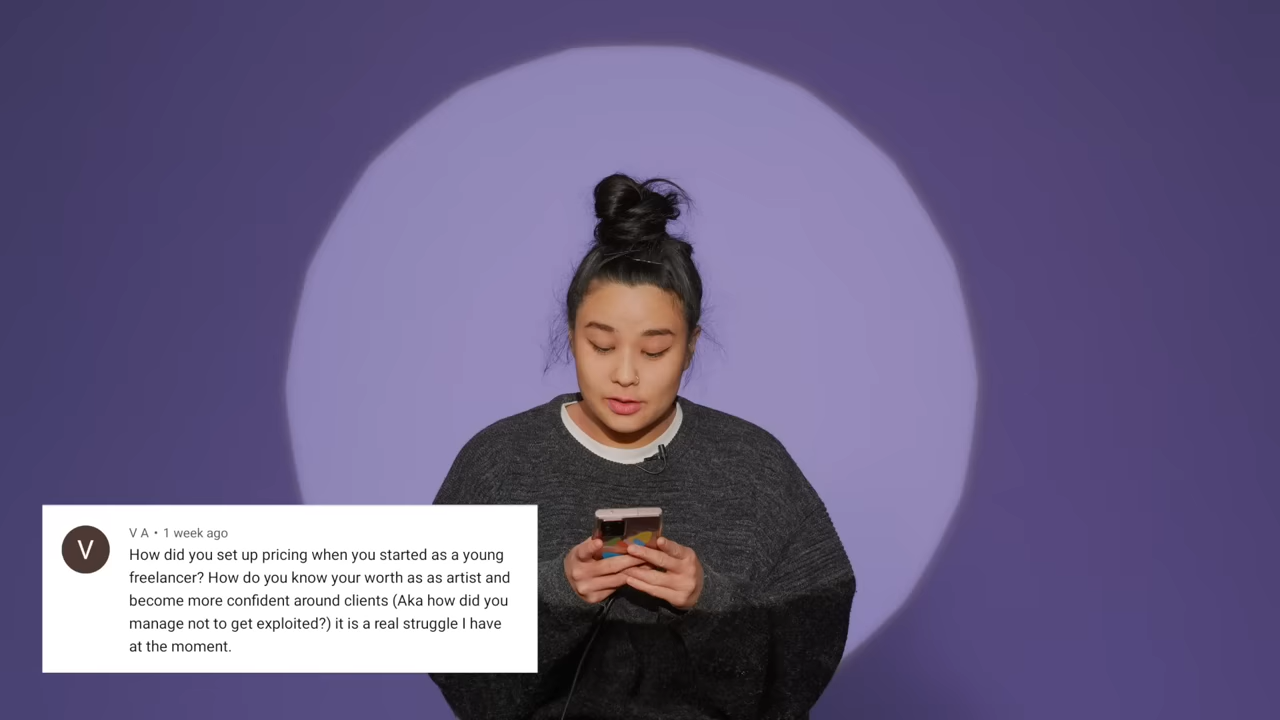 V
V A • 1 week ago
How did you set up pricing when you started as a young
freelancer? How do you know your worth as as artist and
become more confident around clients (Aka how did you
manage not to get exploited?) it is a real struggle I have
at the moment.